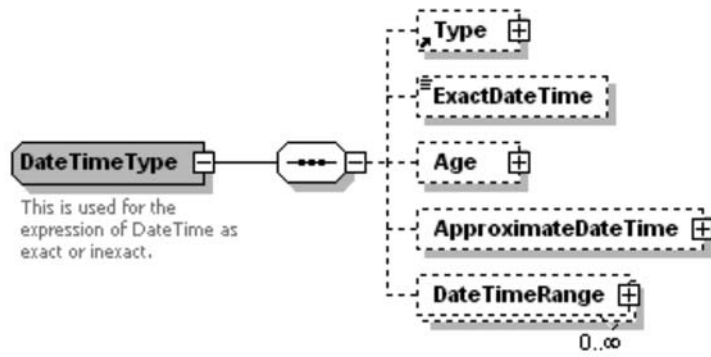 Type
ExactDateTime
DateTimeType
Age
This is used for the
expression of DateTime as
exact or inexact.
ApproximateDateTime
DateTimeRange
0..∞